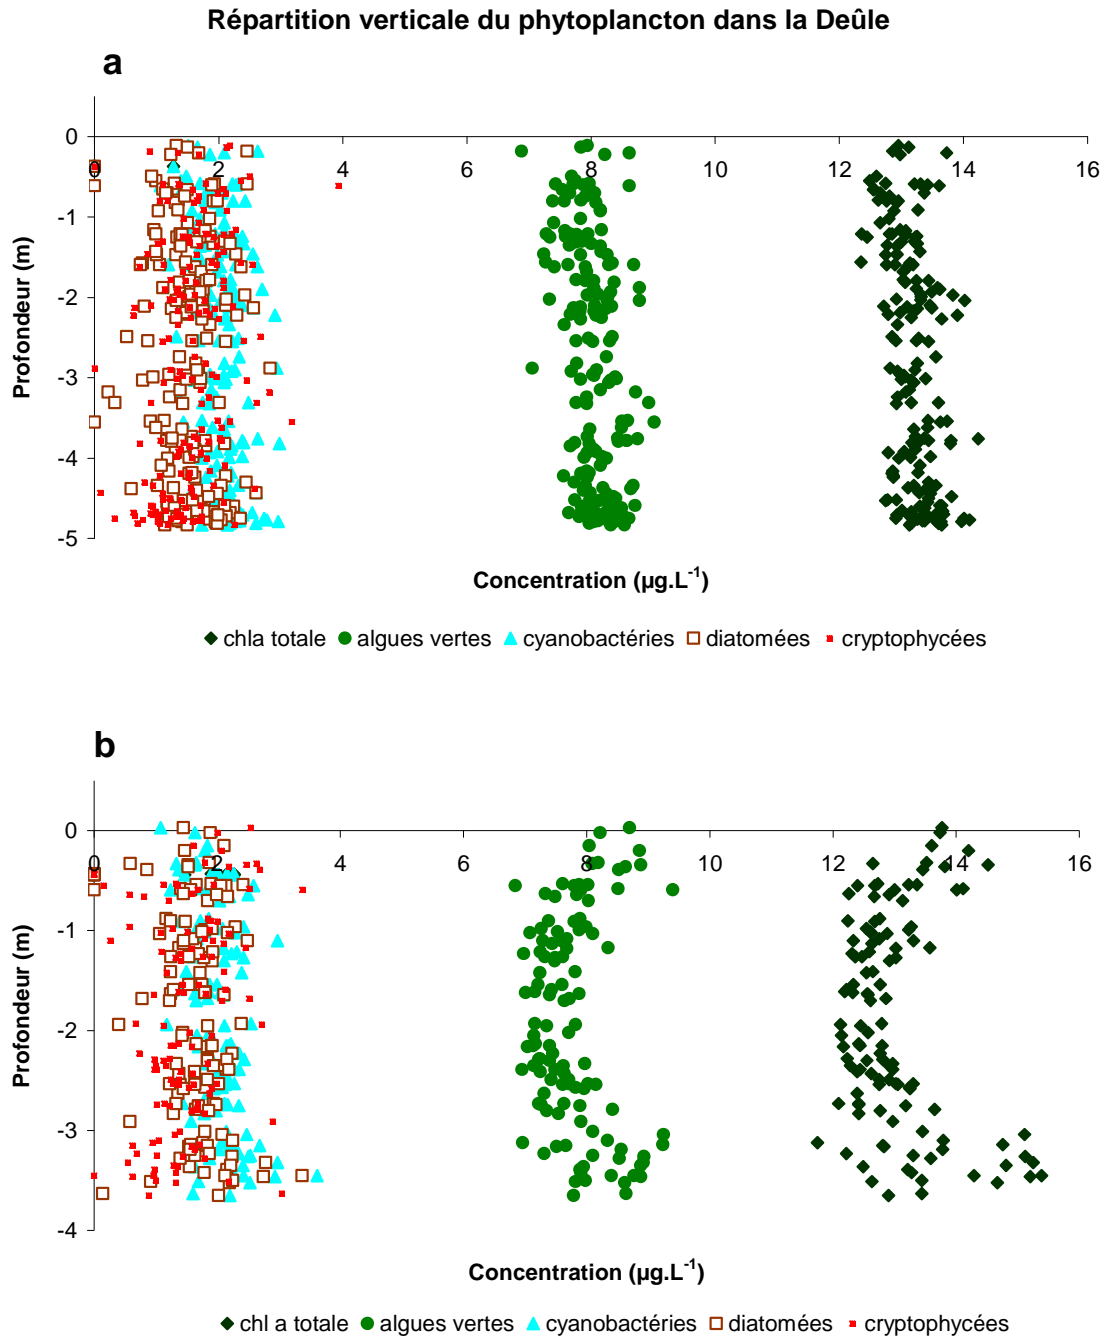 Répartition verticale du phytoplancton dans la Deûle
a
0
0 2 4 6 8 10 12 14 16
-1
-2
-3
-4
-5
Profondeur (m)
Concentration (µg.L-1)
chla totale algues vertes cyanobactéries diatomées cryptophycées
b
0
0 2 4 6 8 10 12 14 16
-1
-2
-3
-4
Profondeur (m)
Concentration (µg.L-1)
chl a totale algues vertes cyanobactéries diatomées cryptophycées